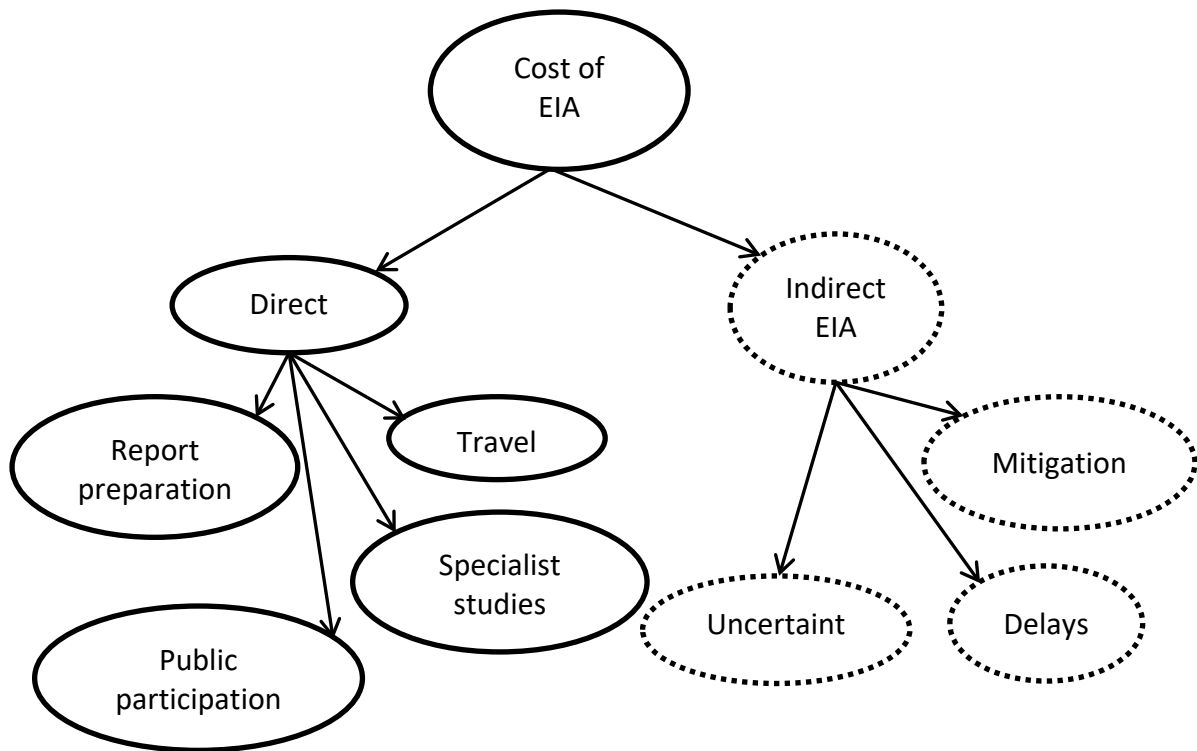 Cost of
EIA
Direct
Indirect
EIA
Report
preparation
Travel
Mitigation
Specialist
studies
Uncertaint
Delays
Public
participation